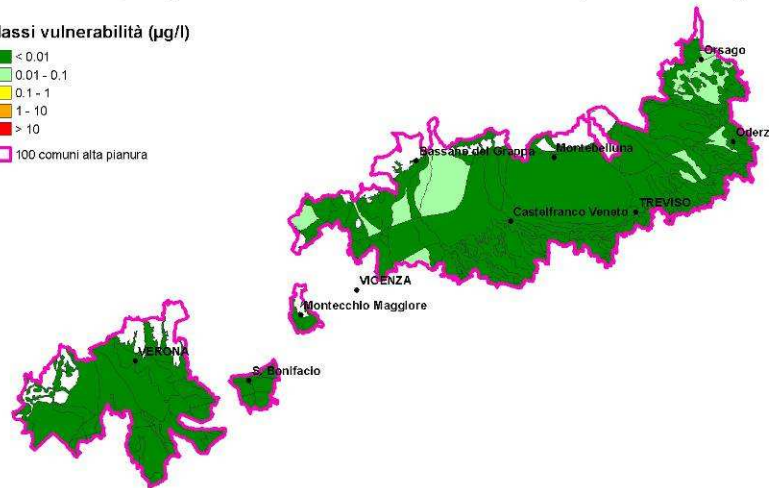 lassi vulnerabilità (µg/l)
< 0.01
0.01 - 0.1
0.1 - 1
1 - 10
> 10
100 comuni alta pianura
Orsago
Oderz
Bassano del Grappa
Montebelluna
Castelfranco Veneto
TREVISO
VICENZA
Montecchio Maggiore
VERONA
S. Bonifacio